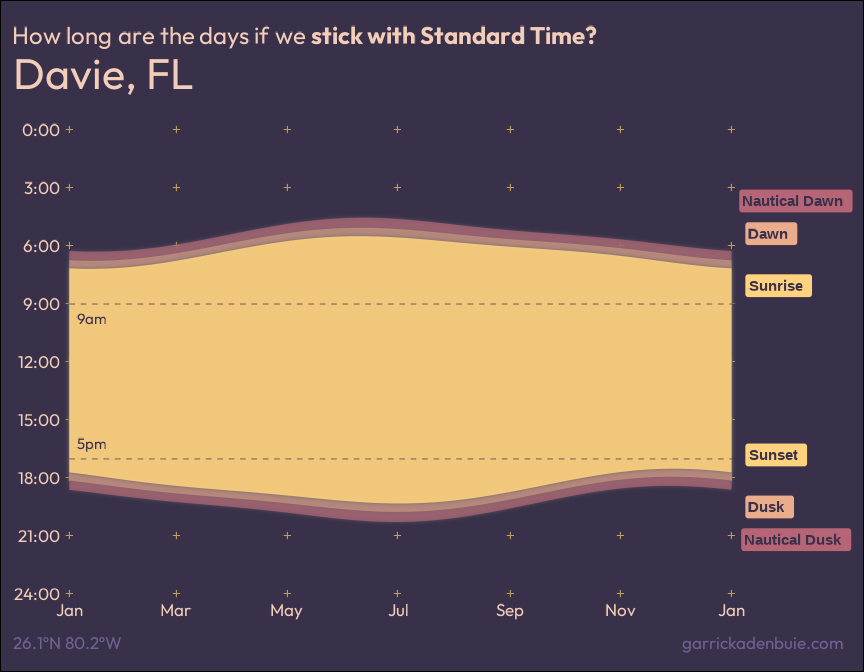 How long are the days if we stick with Standard Time?
Davie, FL
0:00
3:00
Nautical Dawn
Dawn
6:00
Sunrise
9:00
9am
12:00
15:00
5pm
Sunset
18:00
Dusk
21:00
Nautical Dusk
24:00
Jan Mar May Jul Sep Nov Jan
26.1°N 80.2°W
garrickadenbuie.com